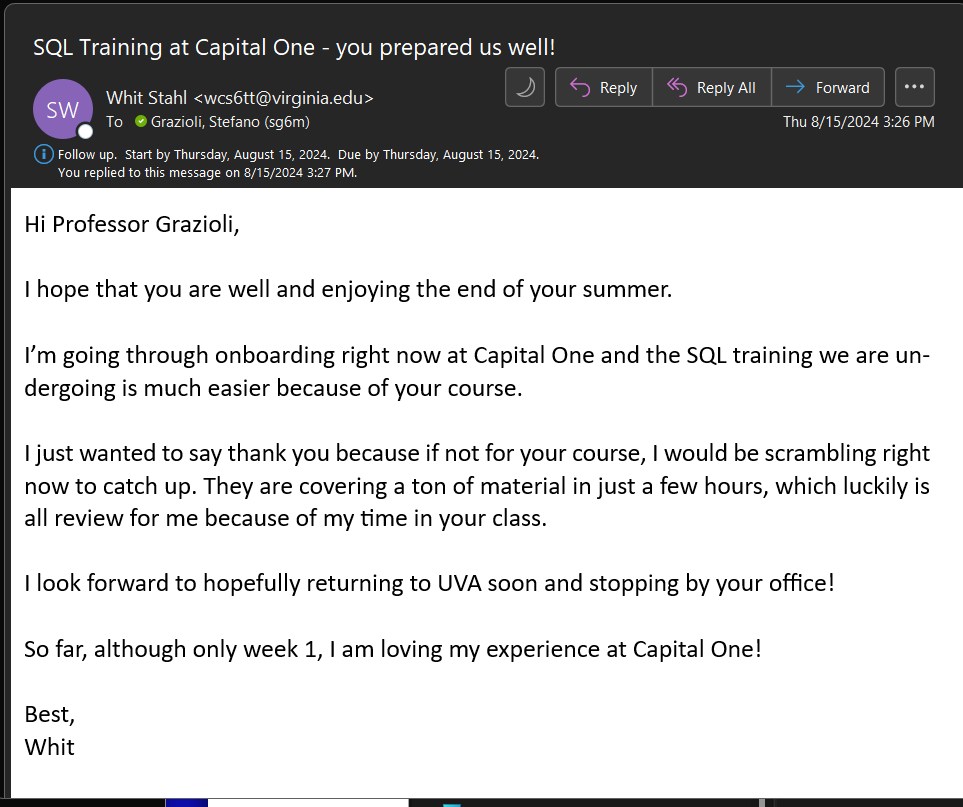 SQL Training at Capital One - you prepared us well!
SW
Whit Stahl <wcs6tt@virginia.edu>
To Grazioli, Stefano (sg6m)
Reply
Reply All
Forward
Thu 8/15/2024 3:26 PM
Follow up. Start by Thursday, August 15, 2024. Due by Thursday, August 15, 2024.
You replied to this message on 8/15/2024 3:27 PM.
Hi Professor Grazioli,
I hope that you are well and enjoying the end of your summer.
I’m going through onboarding right now at Capital One and the SQL training we are un-
dergoing is much easier because of your course.
I just wanted to say thank you because if not for your course, I would be scrambling right
now to catch up. They are covering a ton of material in just a few hours, which luckily is
all review for me because of my time in your class.
I look forward to hopefully returning to UVA soon and stopping by your office!
So far, although only week 1, I am loving my experience at Capital One!
Best,
Whit